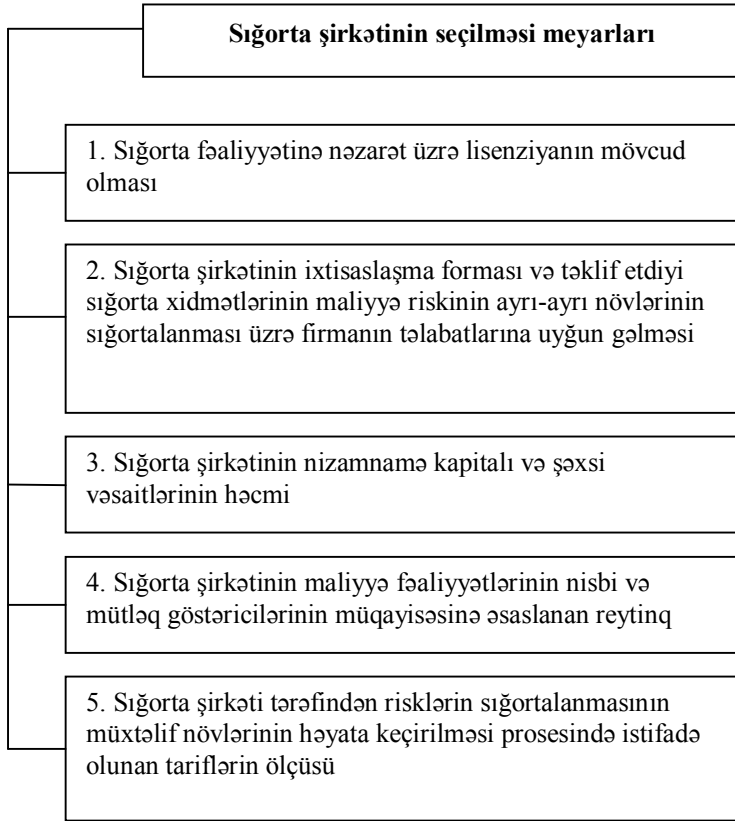 Sığorta şirkətinin seçilməsi meyarları
1. Sığorta fəaliyyətinə nəzarət üzrə lisenziyanın mövcud
olması
2. Sığorta şirkətinin ixtisaslaşma forması və təklif etdiyi
sığorta xidmətlərinin maliyyə riskinin ayrı-ayrı növlərinin
sığortalanması üzrə firmanın təlabatlarına uyğun gəlməsi
3. Sığorta şirkətinin nizamnamə kapitalı və şəxsi
vəsaitlərinin həcmi
4. Sığorta şirkətinin maliyyə fəaliyyətlərinin nisbi və
mütləq göstəricilərinin müqayisəsinə əsaslanan reytinq
5. Sığorta şirkəti tərəfindən risklərin sığortalanmasının
müxtəlif növlərinin həyata keçirilməsi prosesində istifadə
olunan tariflərin ölçüsü